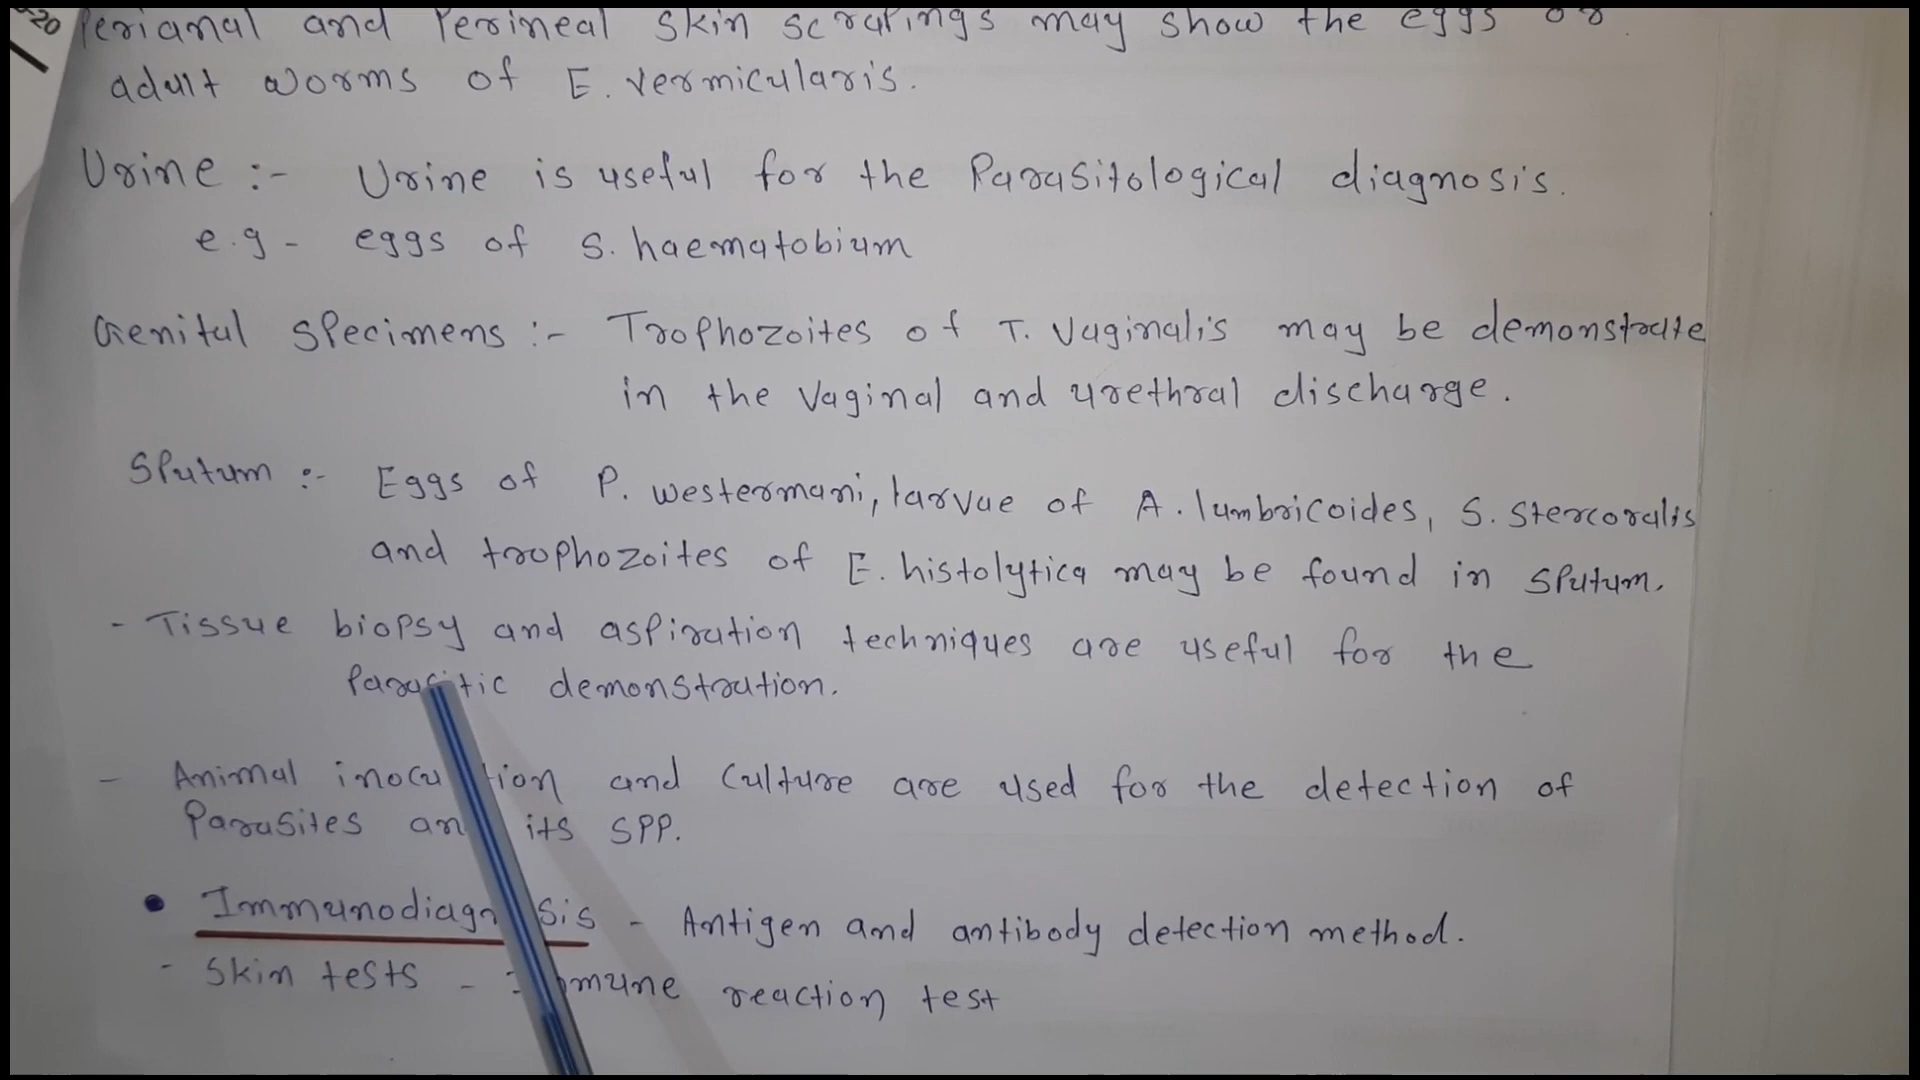 Perianal and Perineal skin scrapings may show the eggs or
adult worms of E. vermicularis.
Urine :- Urine is useful for the Parasitological diagnosis.
e.g - eggs of S. haematobium
Genital specimens :- Trophozoites of T. Vaginalis may be demonstrate
in the vaginal and urethral discharge.
Sputum :- Eggs of P. westermani, larvae of A. lumbricoides, S. Stercoralis
and trophozoites of E. histolytica may be found in sputum.
- Tissue biopsy and aspiration techniques are useful for the
Parasitic demonstration.
- Animal and Culture are used for the detection of
Parasites its SPP.
• Immunodiagnosis - Antigen and antibody detection method.
- Skin tests - Immune reaction test